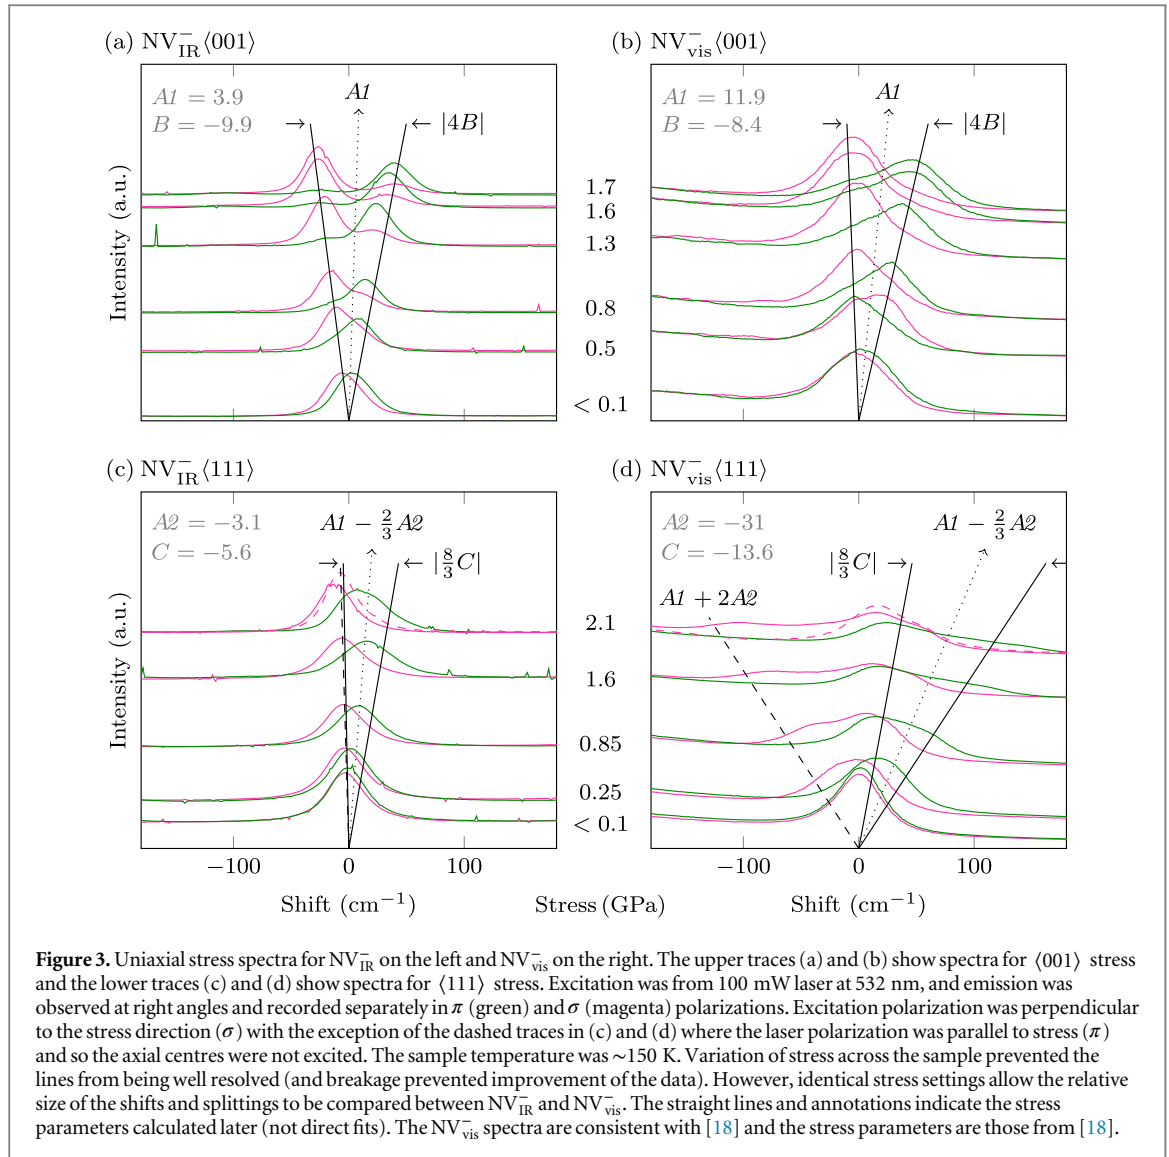 (a) NV⁻IR⟨001⟩
(b) NV⁻vis⟨001⟩
A1 = 3.9
B = −9.9
A1
|4B|
A1 = 11.9
B = −8.4
A1
|4B|
Intensity (a.u.)
1.7
1.6
1.3
0.8
0.5
< 0.1
(c) NV⁻IR⟨111⟩
(d) NV⁻vis⟨111⟩
A2 = −3.1
C = −5.6
A1 − 2/3 A2
|8/3 C|
A2 = −31
C = −13.6
A1 − 2/3 A2
|8/3 C|
A1 + 2A2
Intensity (a.u.)
2.1
1.6
0.85
0.25
< 0.1
−100 0 100
−100 0 100
Shift (cm⁻¹) Stress (GPa) Shift (cm⁻¹)
Figure 3. Uniaxial stress spectra for NV⁻IR on the left and NV⁻vis on the right. The upper traces (a) and (b) show spectra for ⟨001⟩ stress
and the lower traces (c) and (d) show spectra for ⟨111⟩ stress. Excitation was from 100 mW laser at 532 nm, and emission was
observed at right angles and recorded separately in π (green) and σ (magenta) polarizations. Excitation polarization was perpendicular
to the stress direction (σ) with the exception of the dashed traces in (c) and (d) where the laser polarization was parallel to stress (π)
and so the axial centres were not excited. The sample temperature was ~150 K. Variation of stress across the sample prevented the
lines from being well resolved (and breakage prevented improvement of the data). However, identical stress settings allow the relative
size of the shifts and splittings to be compared between NV⁻IR and NV⁻vis. The straight lines and annotations indicate the stress
parameters calculated later (not direct fits). The NV⁻vis spectra are consistent with [18] and the stress parameters are those from [18].